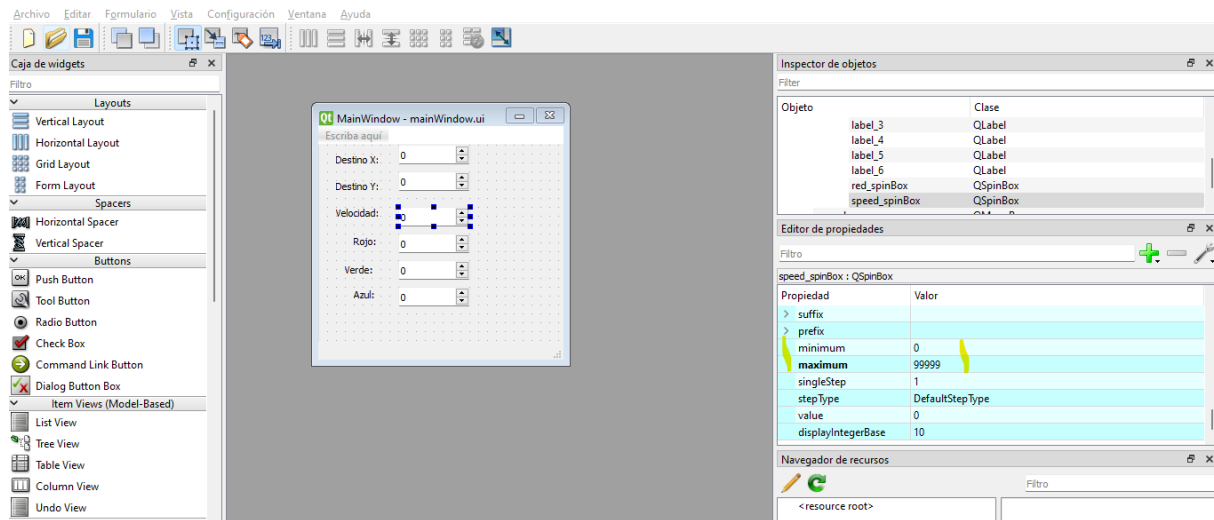 Archivo Editar Formulario Vista Configuración Ventana Ayuda
Caja de widgets
Filtro
Layouts
Vertical Layout
Horizontal Layout
Grid Layout
Form Layout
Spacers
Horizontal Spacer
Vertical Spacer
Buttons
Push Button
Tool Button
Radio Button
Check Box
Command Link Button
Dialog Button Box
Item Views (Model-Based)
List View
Tree View
Table View
Column View
Undo View
MainWindow - mainWindow.ui
Escriba aquí
Destino X: 0
Destino Y: 0
Velocidad: 0
Rojo: 0
Verde: 0
Azul: 0
Inspector de objetos
Filter
Objeto Clase
label_3 QLabel
label_4 QLabel
label_5 QLabel
label_6 QLabel
red_spinBox QSpinBox
speed_spinBox QSpinBox
Editor de propiedades
Filtro
speed_spinBox : QSpinBox
Propiedad Valor
suffix
prefix
minimum 0
maximum 99999
singleStep 1
stepType DefaultStepType
value 0
displayIntegerBase 10
Navegador de recursos
Filtro
<resource root>